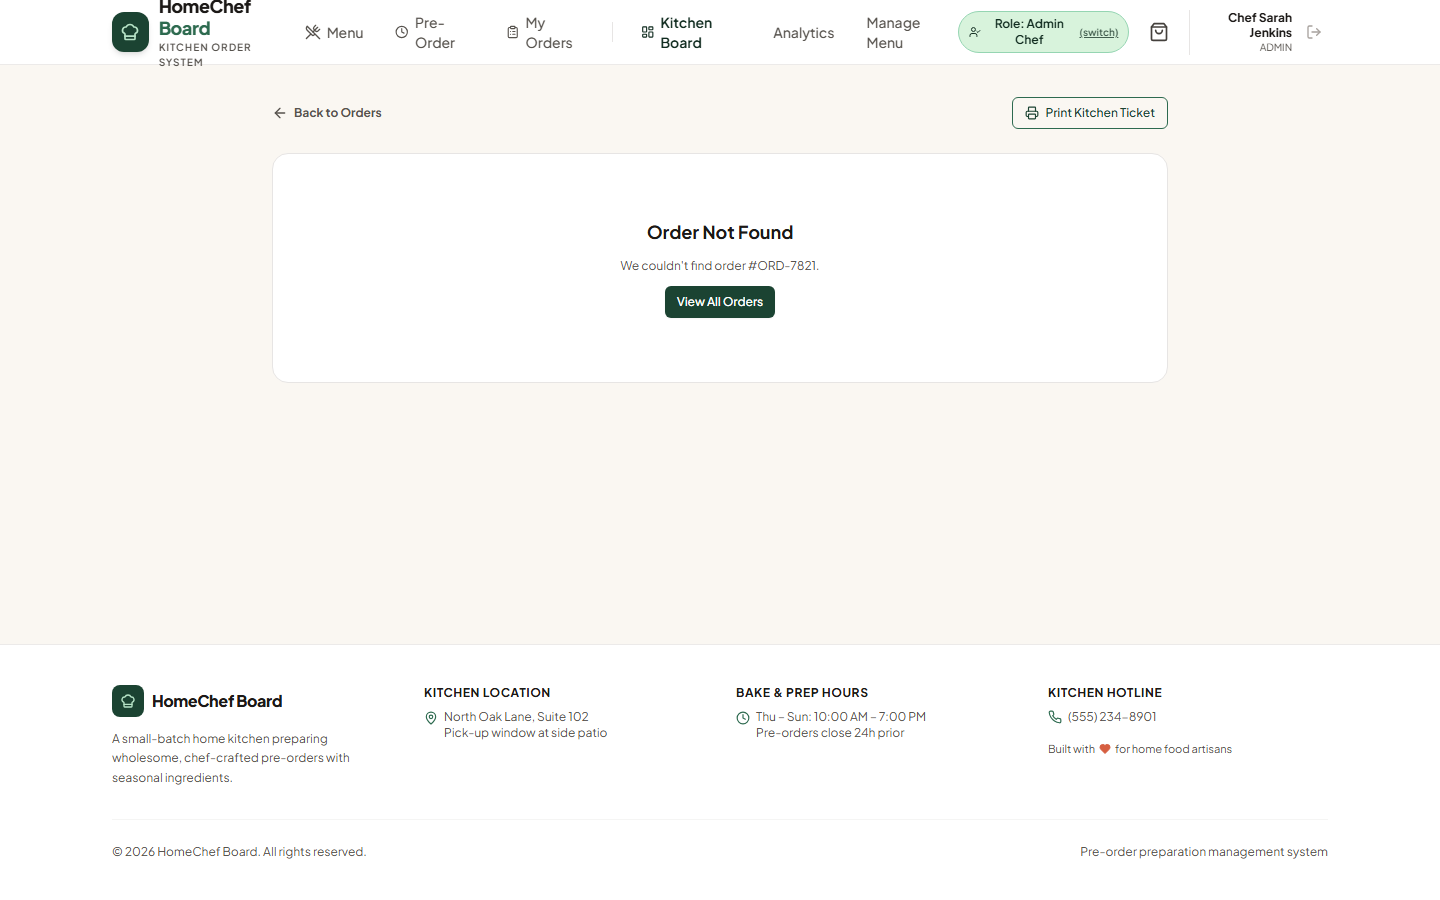 HomeChef
Board
KITCHEN ORDER
SYSTEM
Menu
Pre-
Order
My
Orders
Kitchen
Board
Analytics
Manage
Menu
Role: Admin
Chef
(switch)
Chef Sarah
Jenkins
ADMIN
Back to Orders
Print Kitchen Ticket
Order Not Found
We couldn't find order #ORD-7821.
View All Orders
HomeChef Board
A small-batch home kitchen preparing
wholesome, chef-crafted pre-orders with
seasonal ingredients.
KITCHEN LOCATION
North Oak Lane, Suite 102
Pick-up window at side patio
BAKE & PREP HOURS
Thu – Sun: 10:00 AM – 7:00 PM
Pre-orders close 24h prior
KITCHEN HOTLINE
(555) 234-8901
Built with ❤ for home food artisans
© 2026 HomeChef Board. All rights reserved.
Pre-order preparation management system